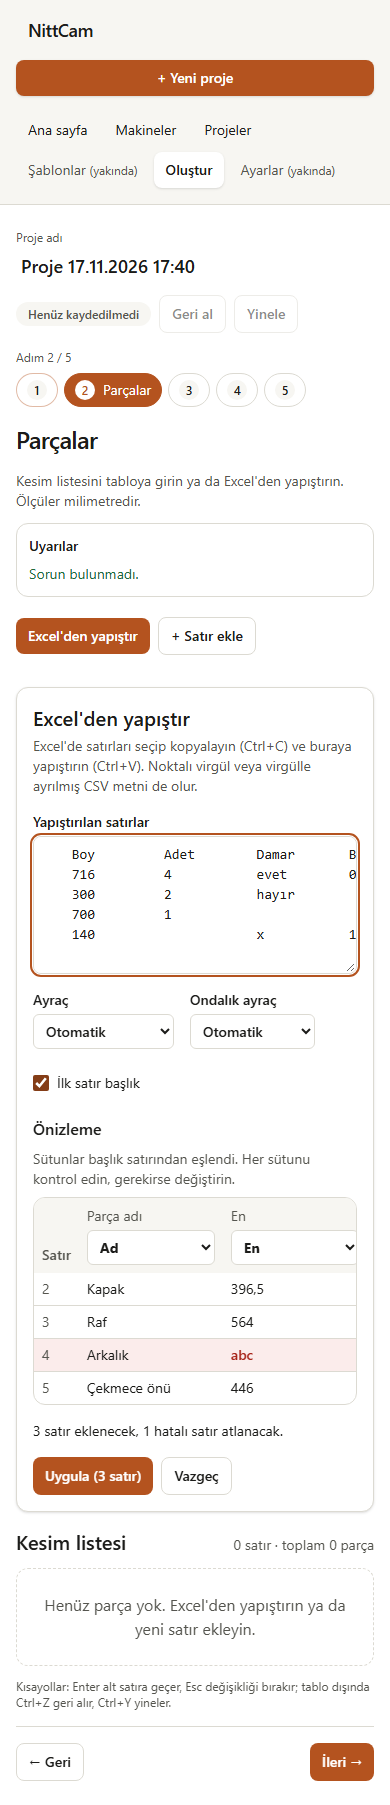 NittCam
+ Yeni proje
Ana sayfa Makineler Projeler
Şablonlar (yakında) Oluştur Ayarlar (yakında)
Proje adı
Proje 17.11.2026 17:40
Henüz kaydedilmedi Geri al Yinele
Adım 2 / 5
1 2 Parçalar 3 4 5
Parçalar
Kesim listesini tabloya girin ya da Excel'den yapıştırın.
Ölçüler milimetredir.
Uyarılar
Sorun bulunmadı.
Excel'den yapıştır + Satır ekle
Excel'den yapıştır
Excel'de satırları seçip kopyalayın (Ctrl+C) ve buraya
yapıştırın (Ctrl+V). Noktalı virgül veya virgülle
ayrılmış CSV metni de olur.
Yapıştırılan satırlar
Boy Adet Damar B
716 4 evet 0
300 2 hayır
700 1
140 x 1
Ayraç Ondalık ayraç
Otomatik Otomatik
İlk satır başlık
Önizleme
Sütunlar başlık satırından eşlendi. Her sütunu
kontrol edin, gerekirse değiştirin.
Satır Parça adı En
Ad En
2 Kapak 396,5
3 Raf 564
4 Arkalık abc
5 Çekmece önü 446
3 satır eklenecek, 1 hatalı satır atlanacak.
Uygula (3 satır) Vazgeç
Kesim listesi 0 satır · toplam 0 parça
Henüz parça yok. Excel'den yapıştırın ya da
yeni satır ekleyin.
Kısayollar: Enter alt satıra geçer, Esc değişikliği bırakır; tablo dışında
Ctrl+Z geri alır, Ctrl+Y yineler.
← Geri İleri →